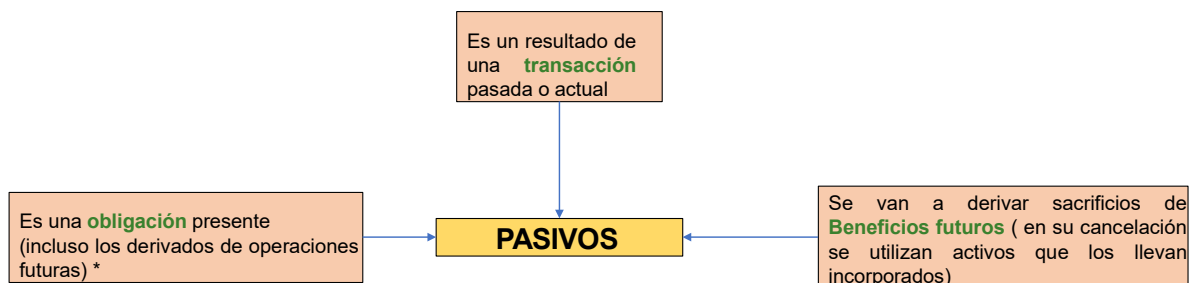 Es un resultado de
una transacción
pasada o actual
Es una obligación presente
(incluso los derivados de operaciones
futuras) *
PASIVOS
Se van a derivar sacrificios de
Beneficios futuros ( en su cancelación
se utilizan activos que los llevan
incorporados)